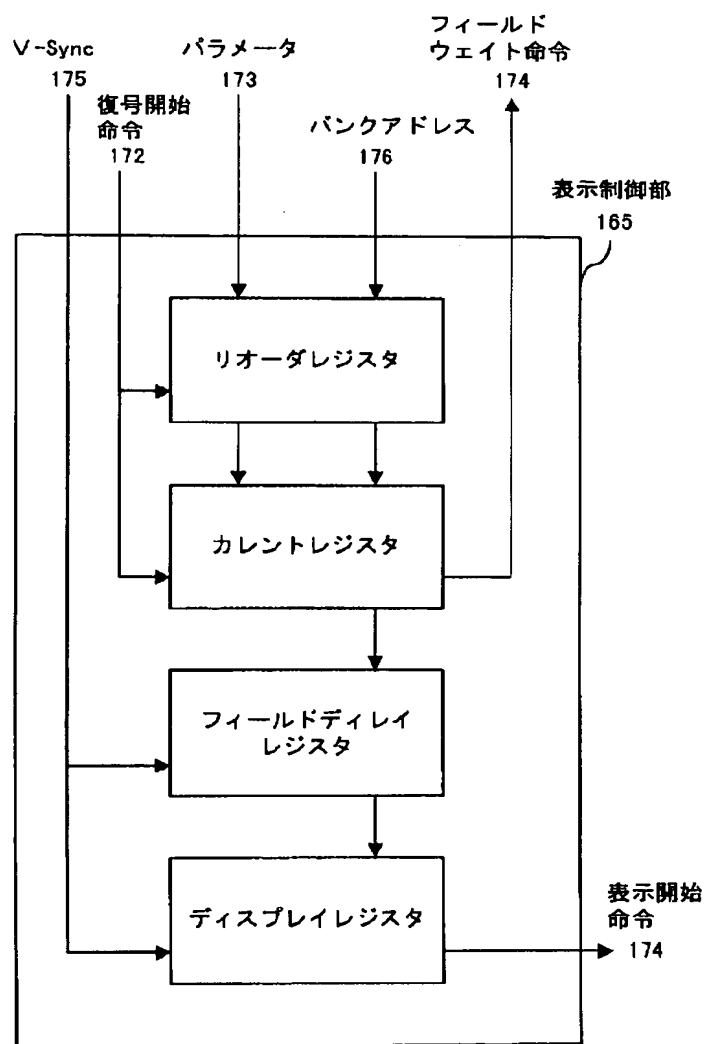 V-Sync
175
パラメータ
173
フィールド
ウェイト命令
174
復号開始
命令
172
バンクアドレス
176
表示制御部
165
リオーダレジスタ
カレントレジスタ
フィールドディレイ
レジスタ
ディスプレイレジスタ
表示開始
命令
174